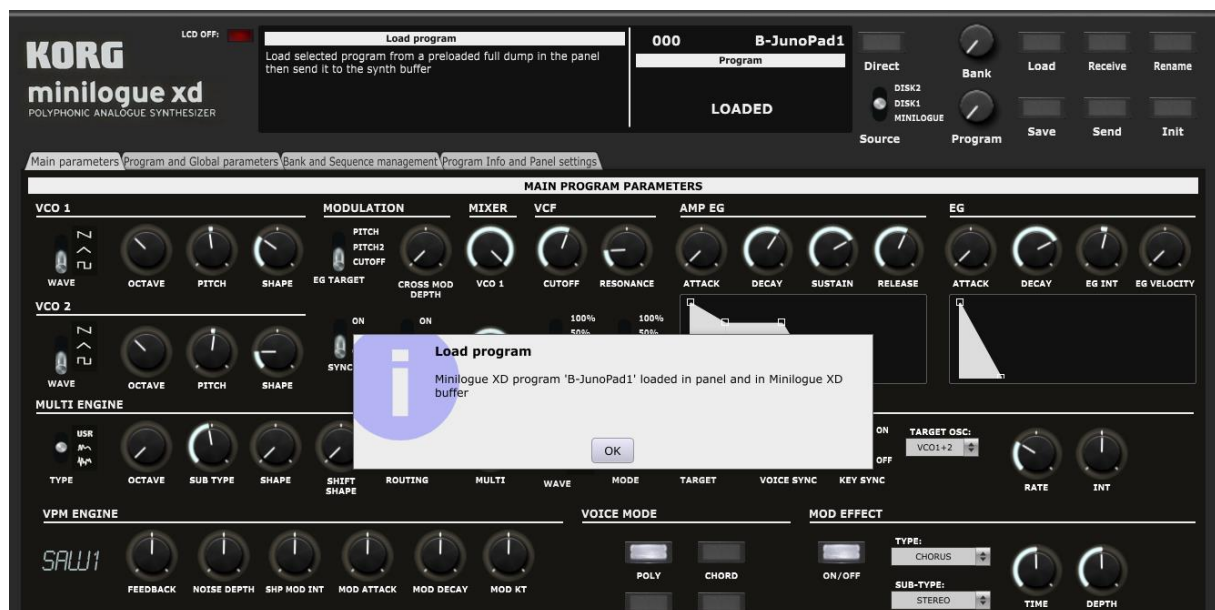 KORG
minilogue xd
POLYPHONIC ANALOGUE SYNTHESIZER
LCD OFF:
Load program
Load selected program from a preloaded full dump in the panel
then send it to the synth buffer
000 B-JunoPad1
Program
LOADED
Direct
DISK2
DISK1
MINILOGUE
Source
Bank
Program
Load Receive Rename
Save Send Init
Main parameters Program and Global parameters Bank and Sequence management Program Info and Panel settings
MAIN PROGRAM PARAMETERS
VCO 1 MODULATION MIXER VCF AMP EG EG
PITCH
PITCH2
CUTOFF
WAVE OCTAVE PITCH SHAPE EG TARGET CROSS MOD DEPTH VCO 1 CUTOFF RESONANCE ATTACK DECAY SUSTAIN RELEASE ATTACK DECAY EG INT EG VELOCITY
VCO 2
ON ON 100% 100%
50% 50%
SYNC
WAVE OCTAVE PITCH SHAPE
Load program
Minilogue XD program 'B-JunoPad1' loaded in panel and in Minilogue XD
buffer
OK
MULTI ENGINE
USR
ON
OFF
TARGET OSC:
VCO1+2
TYPE OCTAVE SUB TYPE SHAPE SHIFT SHAPE ROUTING MULTI WAVE MODE TARGET VOICE SYNC KEY SYNC RATE INT
VPM ENGINE VOICE MODE MOD EFFECT
SAW1
FEEDBACK NOISE DEPTH SHP MOD INT MOD ATTACK MOD DECAY MOD KT
POLY CHORD
ON/OFF
TYPE:
CHORUS
SUB-TYPE:
STEREO
TIME DEPTH